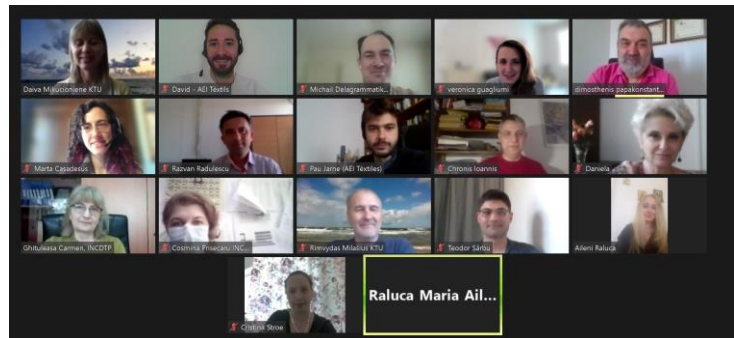 Daiva Mikucioniene KTU
David - AEI Tèxtils
Michail Delagrammatik...
veronica guagliumi
dimosthenis papakonstant...
Marta Casadesús
Razvan Radulescu
Pau Jarne (AEI Tèxtiles)
Chronis Ioannis
Daniela
Ghituleasa Carmen, INCDTP
Cosmina Prisecaru INC...
Rimvydas Milašius KTU
Teodor Sârbu
Aileni Raluca
Cristina Stroe
Raluca Maria Ail...